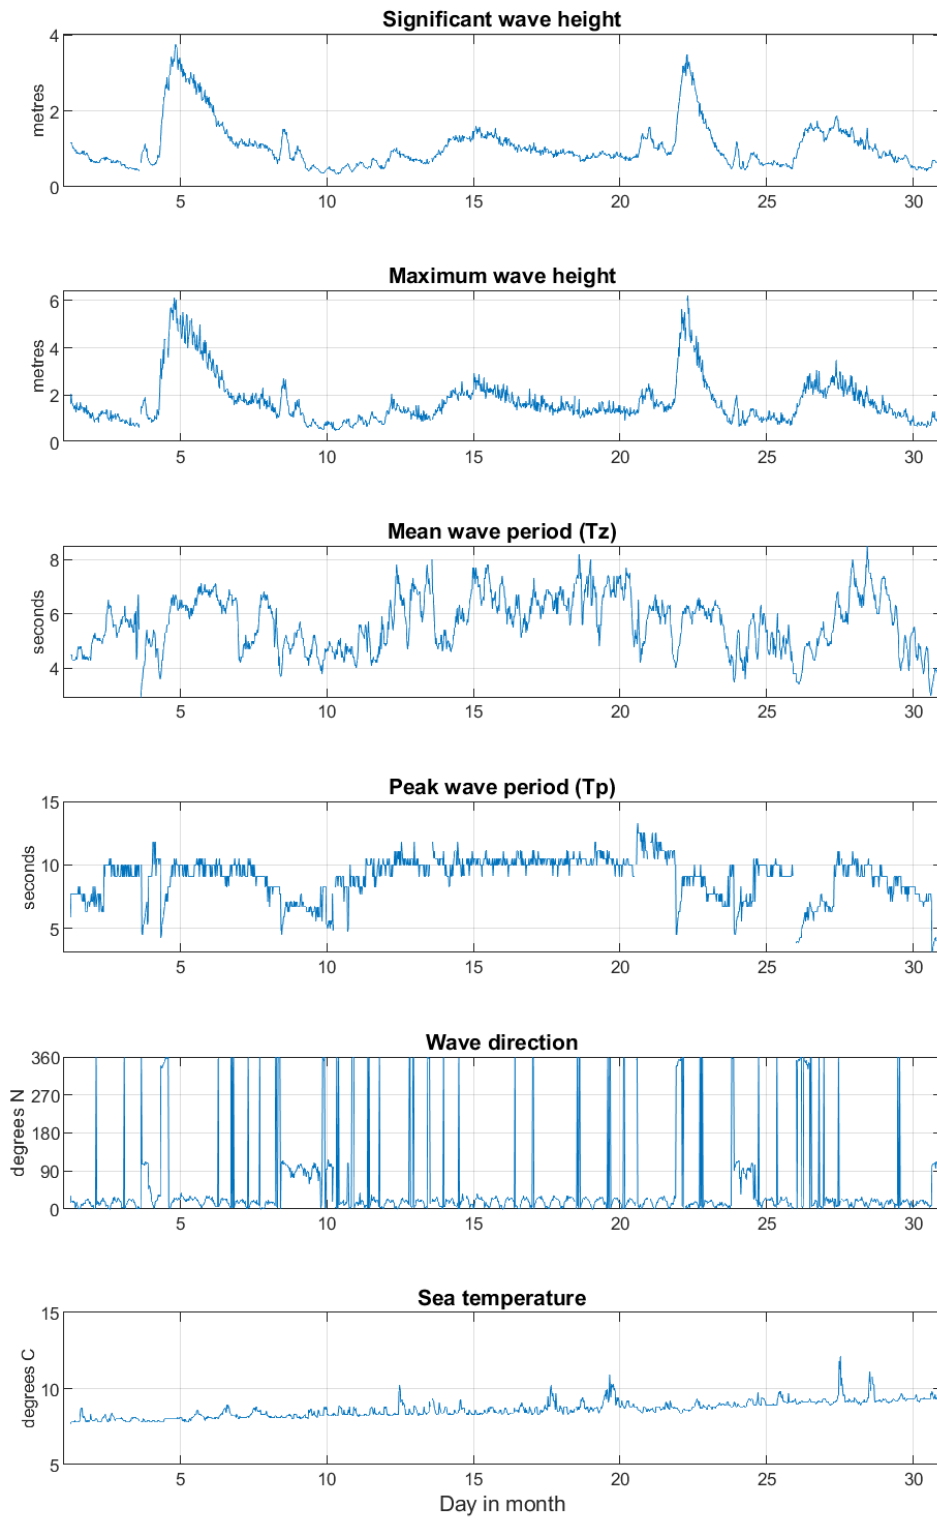 Significant wave height
4
2
0
metres
5 10 15 20 25 30
Maximum wave height
6
4
2
0
metres
5 10 15 20 25 30
Mean wave period (Tz)
8
6
4
seconds
5 10 15 20 25 30
Peak wave period (Tp)
15
10
5
seconds
5 10 15 20 25 30
Wave direction
360
270
180
90
0
degrees N
5 10 15 20 25 30
Sea temperature
15
10
5
degrees C
5 10 15 20 25 30
Day in month